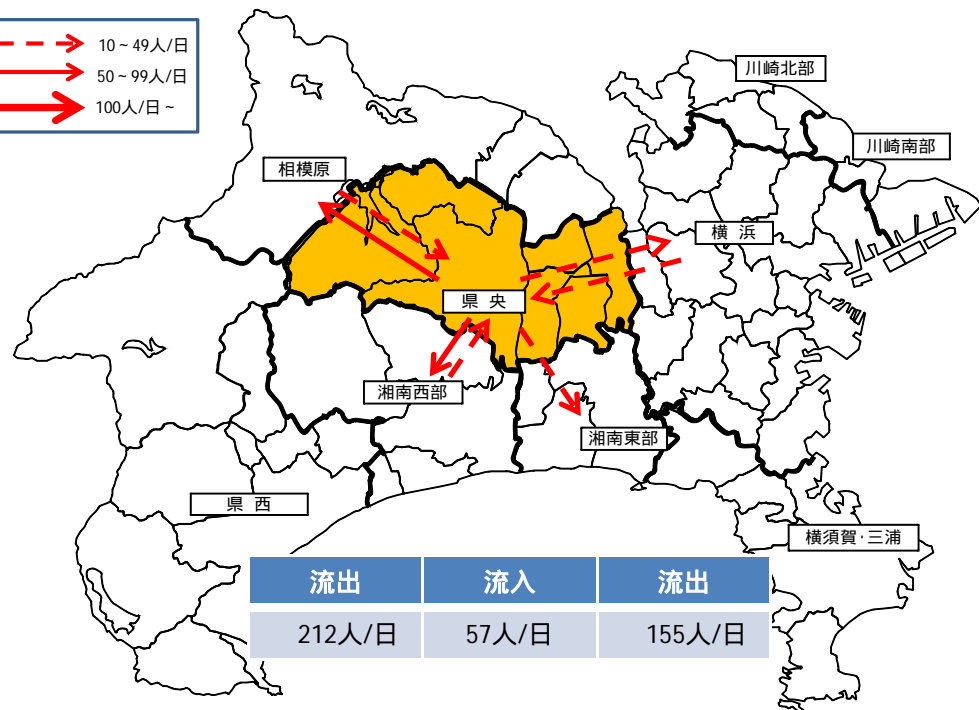 10~49人/日
50~99人/日
100人/日~
川崎北部
川崎南部
相模原
横 浜
県 央
湘南西部
湘南東部
県 西
横須賀・三浦
流出 流入 流出
212人/日 57人/日 155人/日